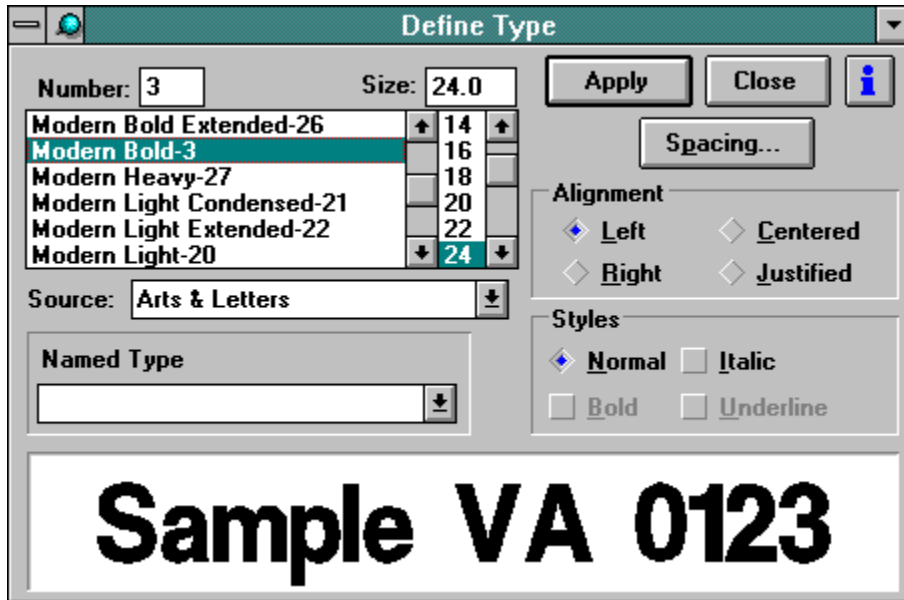 Define Type
Number: 3
Size: 24.0
Apply
Close
i
Modern Bold Extended-26
Modern Bold-3
Modern Heavy-27
Modern Light Condensed-21
Modern Light Extended-22
Modern Light-20
14
16
18
20
22
24
Spacing...
Alignment
Left
Centered
Right
Justified
Source: Arts & Letters
Styles
Normal
Italic
Bold
Underline
Named Type
Sample VA 0123